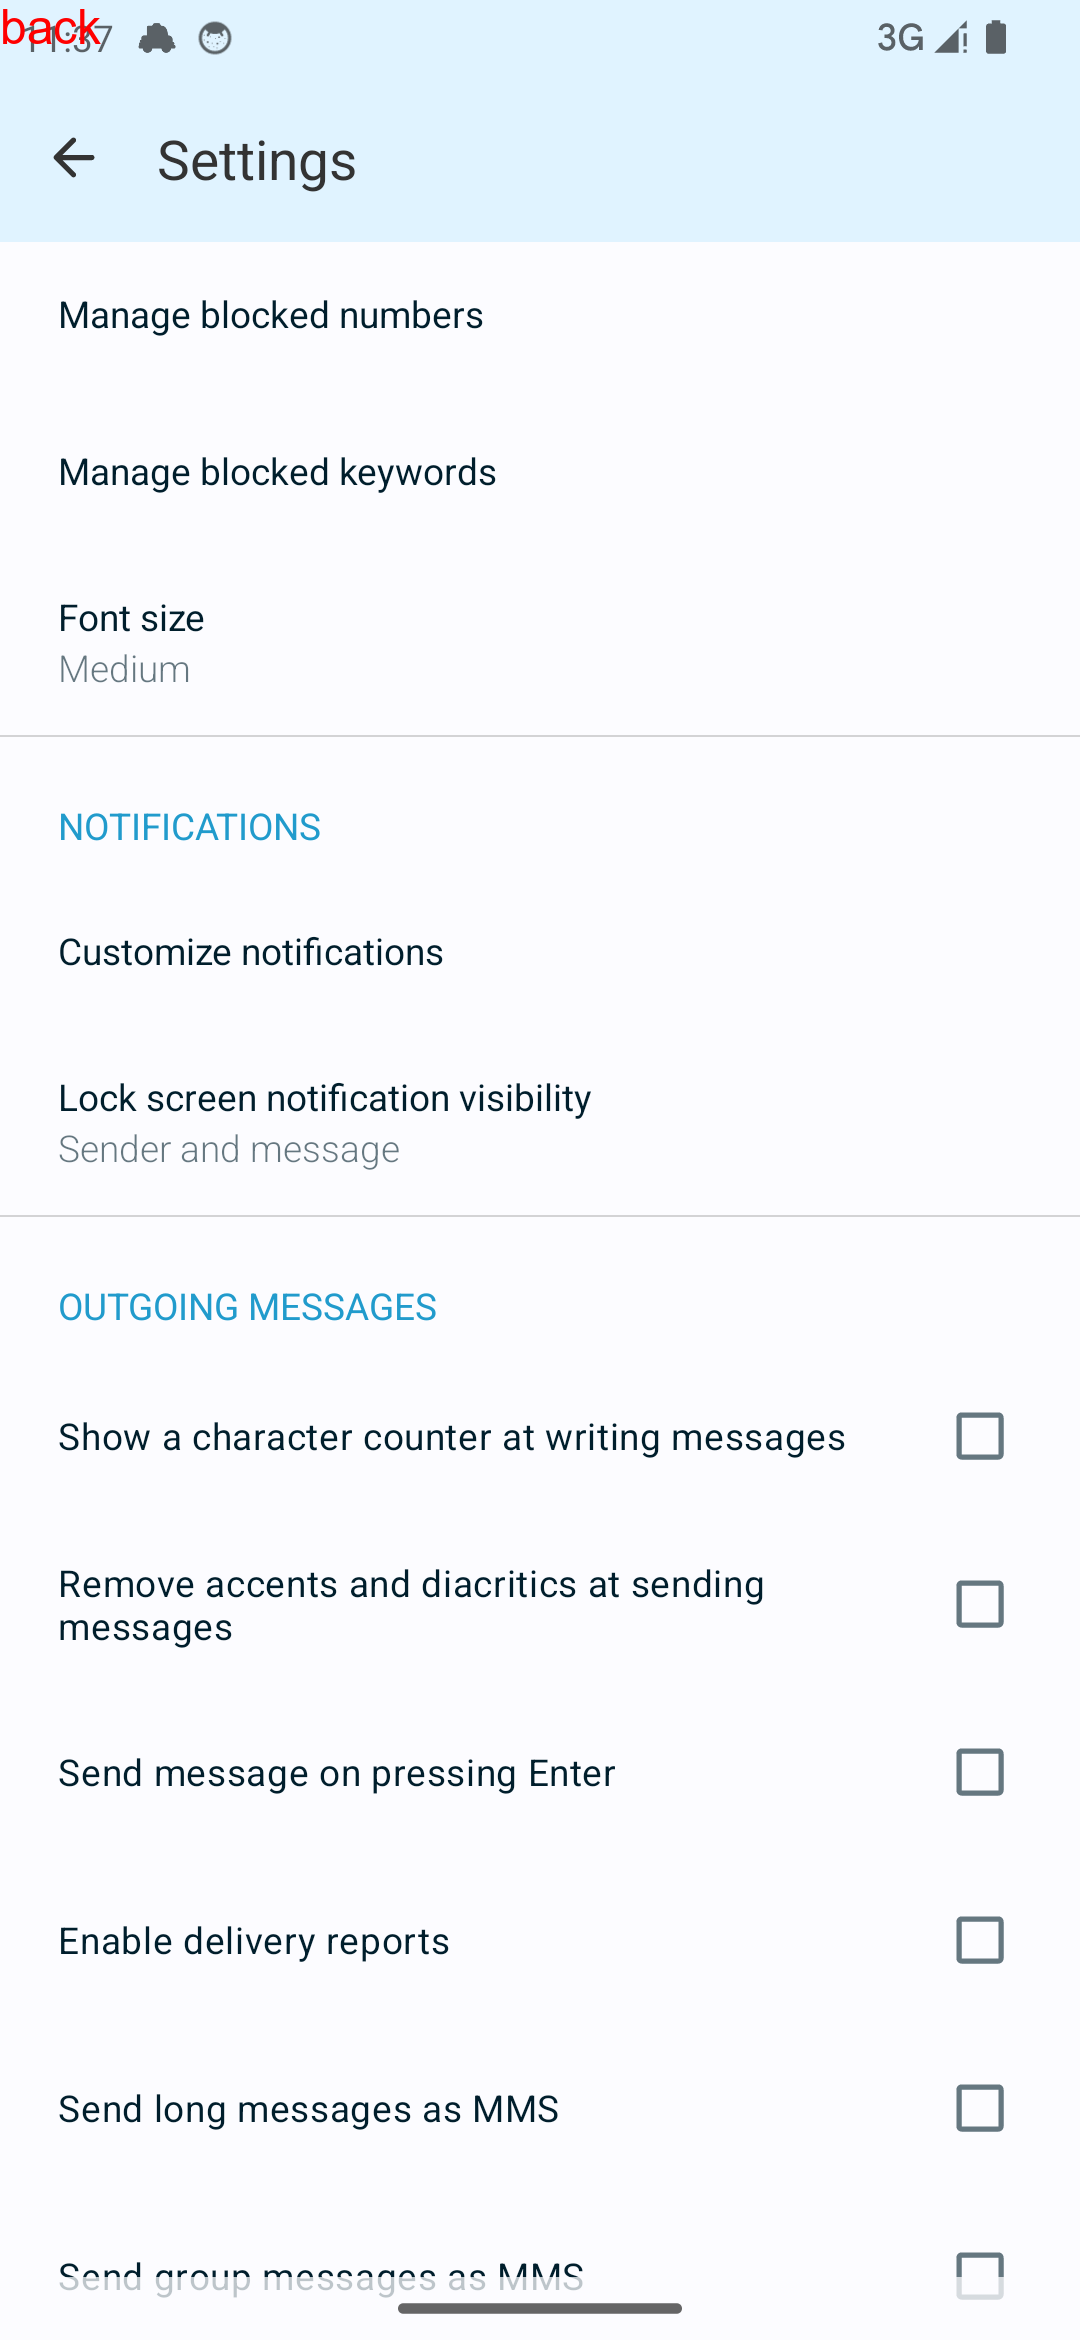 back
11:37
3G
Settings
Manage blocked numbers
Manage blocked keywords
Font size
Medium
NOTIFICATIONS
Customize notifications
Lock screen notification visibility
Sender and message
OUTGOING MESSAGES
Show a character counter at writing messages
Remove accents and diacritics at sending
messages
Send message on pressing Enter
Enable delivery reports
Send long messages as MMS
Send group messages as MMS